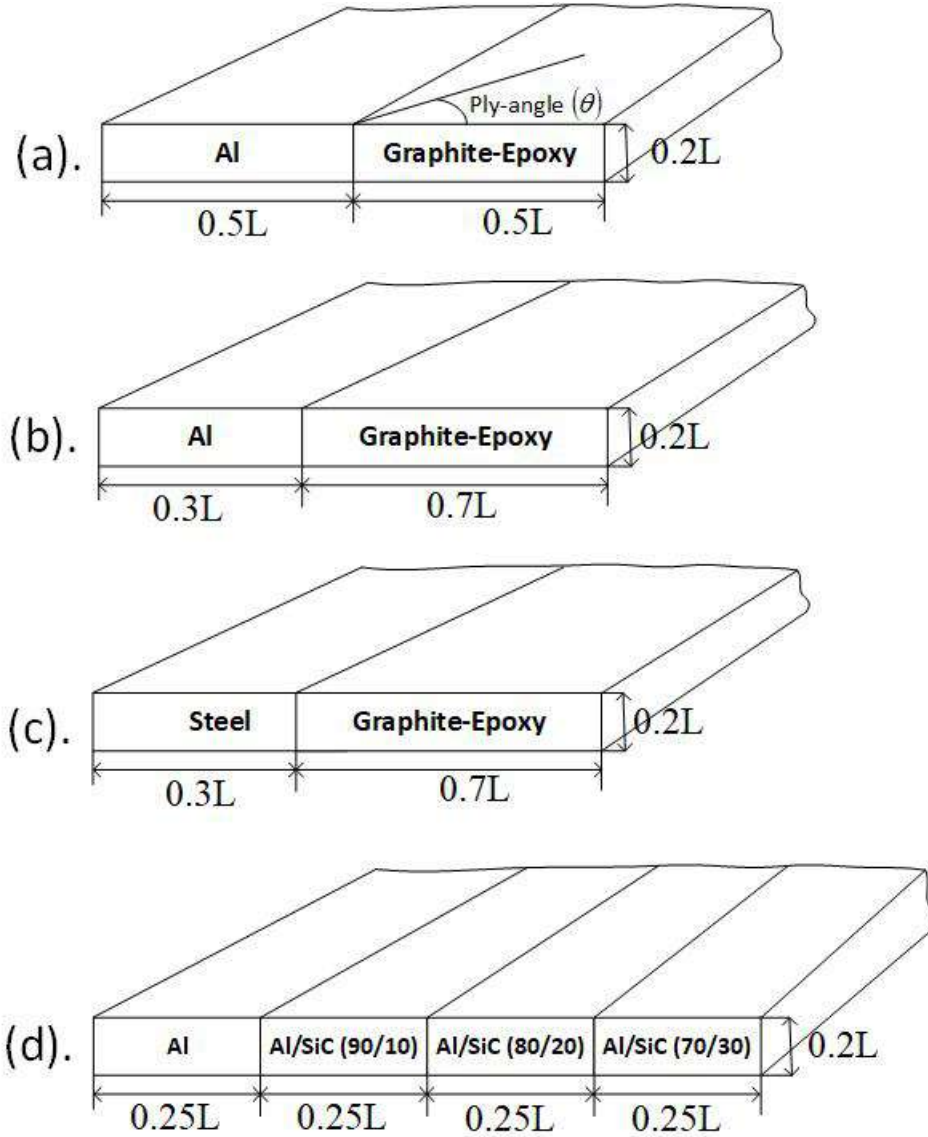 (a).
Ply-angle (θ)
Al
Graphite-Epoxy
0.2L
0.5L
0.5L
(b).
Al
Graphite-Epoxy
0.2L
0.3L
0.7L
(c).
Steel
Graphite-Epoxy
0.2L
0.3L
0.7L
(d).
Al
Al/SiC (90/10)
Al/SiC (80/20)
Al/SiC (70/30)
0.2L
0.25L
0.25L
0.25L
0.25L